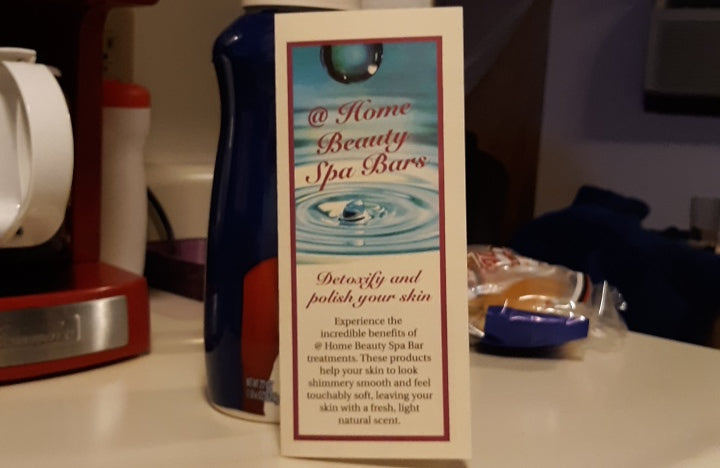 @ Home
Beauty
Spa Bars
Detoxify and
polish your skin
Experience the
incredible benefits of
@ Home Beauty Spa Bar
treatments. These products
help your skin to look
shimmery smooth and feel
touchably soft, leaving your
skin with a fresh, light
natural scent.